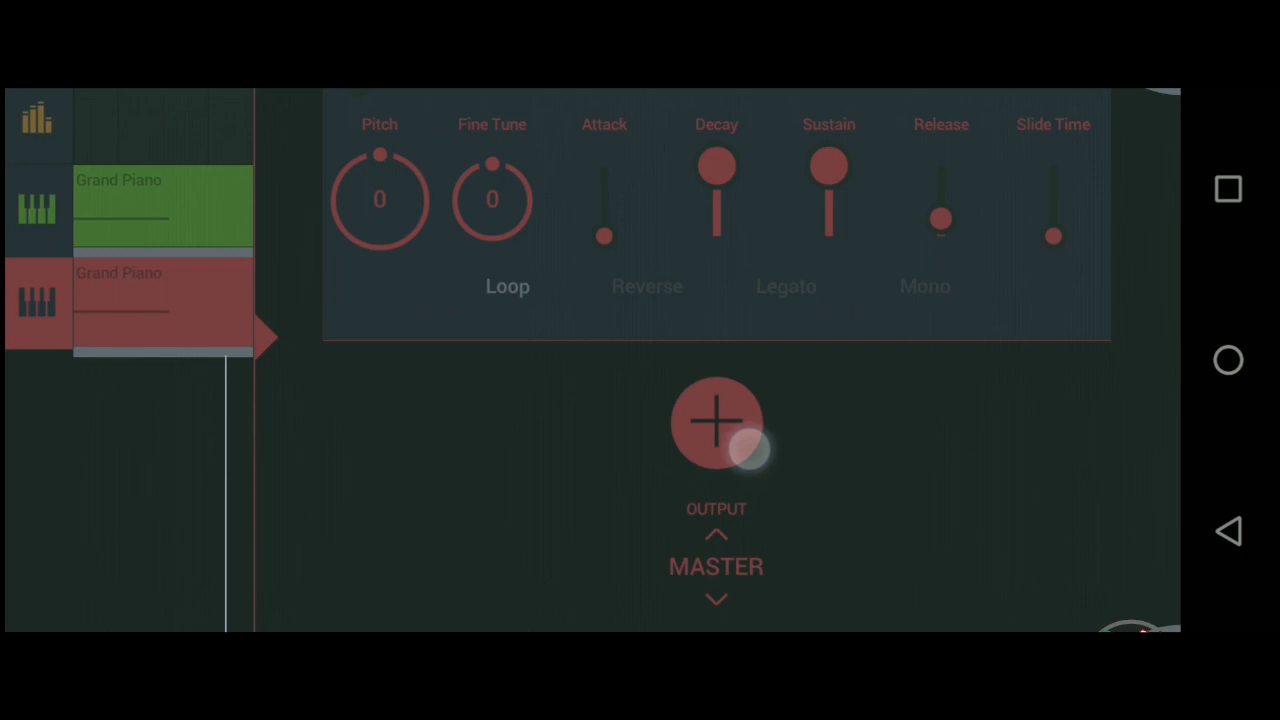 Pitch Fine Tune Attack Decay Sustain Release Slide Time
Grand Piano
0 0
Grand Piano
Loop Reverse Legato Mono
OUTPUT
MASTER